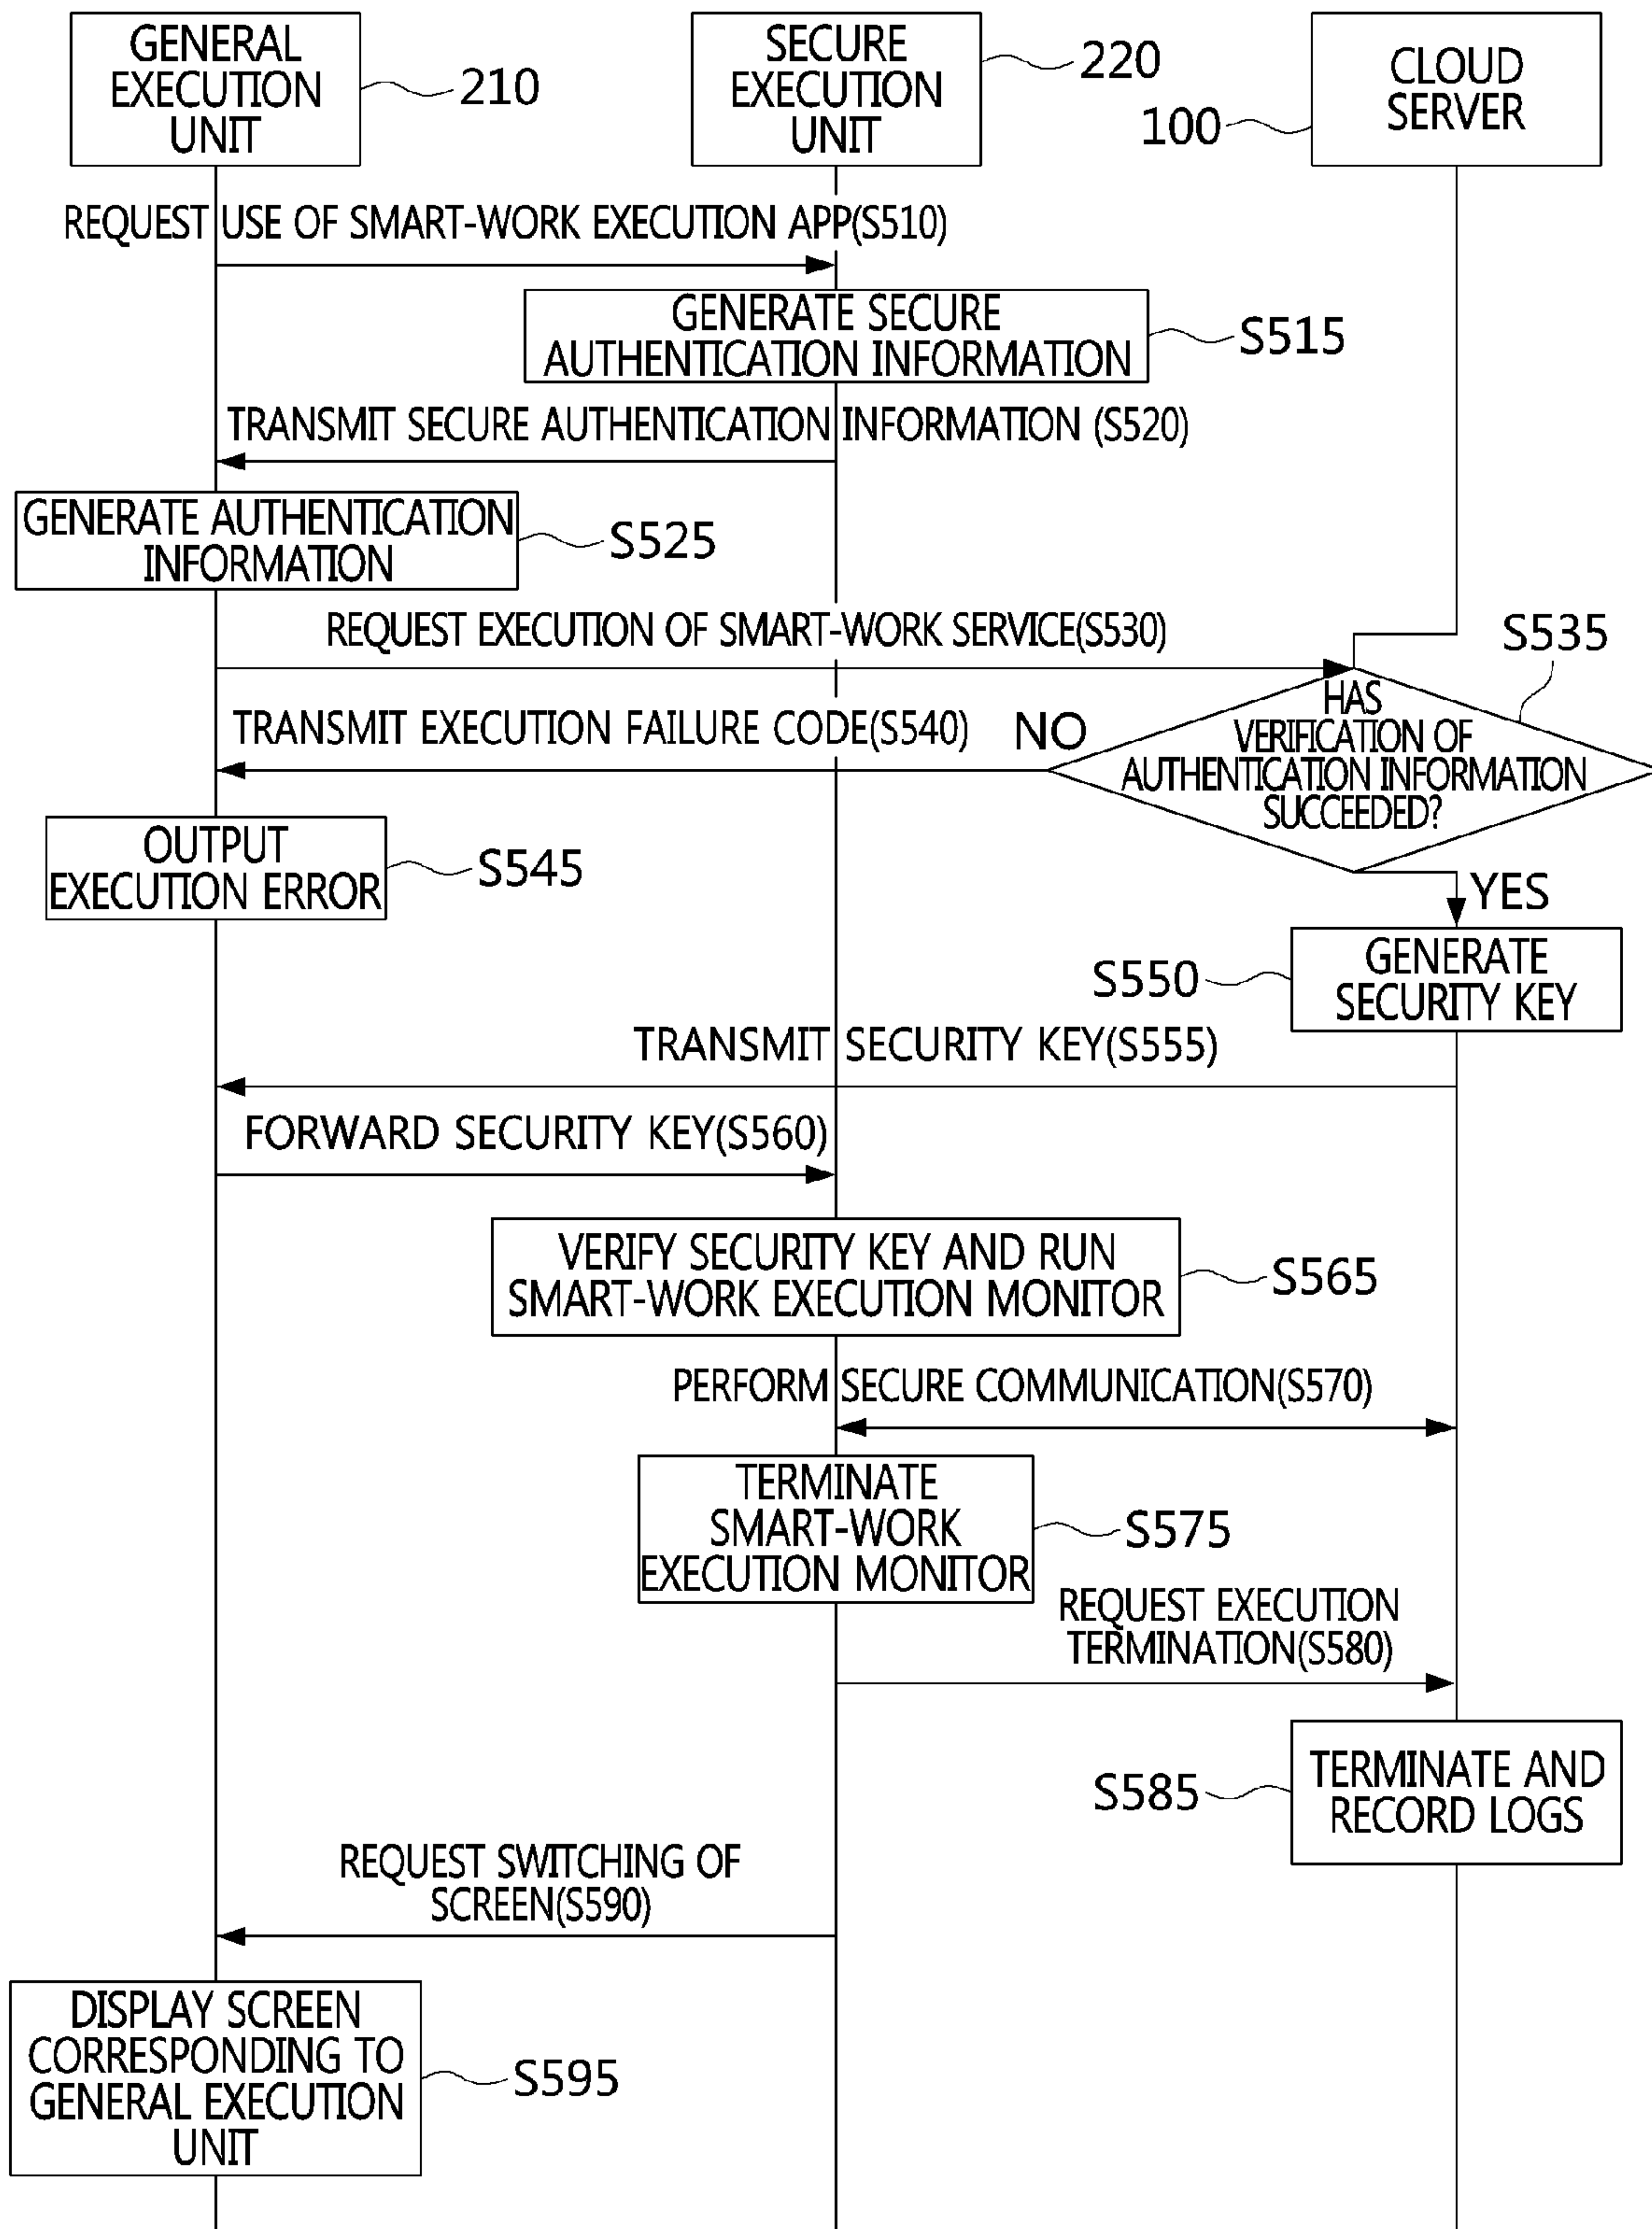 GENERAL
EXECUTION
UNIT
210
SECURE
EXECUTION
UNIT
220
CLOUD
SERVER
100
REQUEST USE OF SMART-WORK EXECUTION APP(S510)
GENERATE SECURE
AUTHENTICATION INFORMATION
S515
TRANSMIT SECURE AUTHENTICATION INFORMATION (S520)
GENERATE AUTHENTICATION
INFORMATION
S525
REQUEST EXECUTION OF SMART-WORK SERVICE(S530)
S535
HAS
VERIFICATION OF
AUTHENTICATION INFORMATION
SUCCEEDED?
TRANSMIT EXECUTION FAILURE CODE(S540)
NO
OUTPUT
EXECUTION ERROR
S545
YES
GENERATE
SECURITY KEY
S550
TRANSMIT SECURITY KEY(S555)
FORWARD SECURITY KEY(S560)
VERIFY SECURITY KEY AND RUN
SMART-WORK EXECUTION MONITOR
S565
PERFORM SECURE COMMUNICATION(S570)
TERMINATE
SMART-WORK
EXECUTION MONITOR
S575
REQUEST EXECUTION
TERMINATION(S580)
TERMINATE AND
RECORD LOGS
S585
REQUEST SWITCHING OF
SCREEN(S590)
DISPLAY SCREEN
CORRESPONDING TO
GENERAL EXECUTION
UNIT
S595